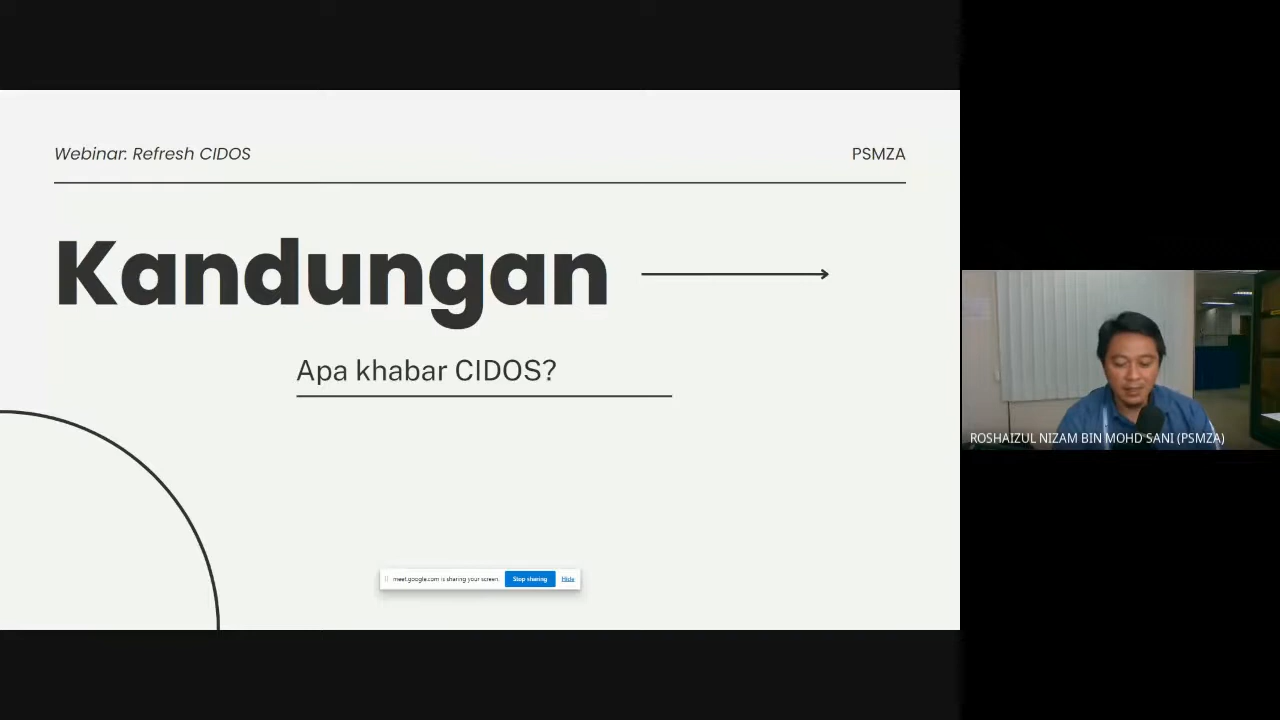 Webinar: Refresh CIDOS
PSMZA
Kandungan
Apa khabar CIDOS?
meet.google.com is sharing your screen.
Stop sharing
Hide
ROSHAIZUL NIZAM BIN MOHD SANI (PSMZA)